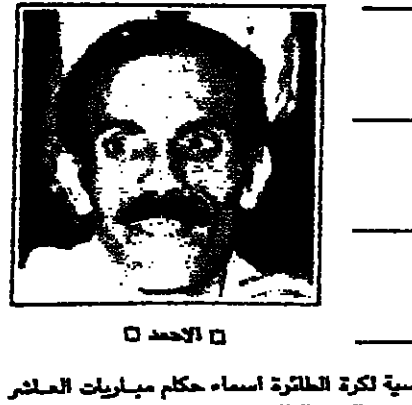 □ الاحمد □
سية لكرة الطائرة اسماء حكام مباريات العاشر